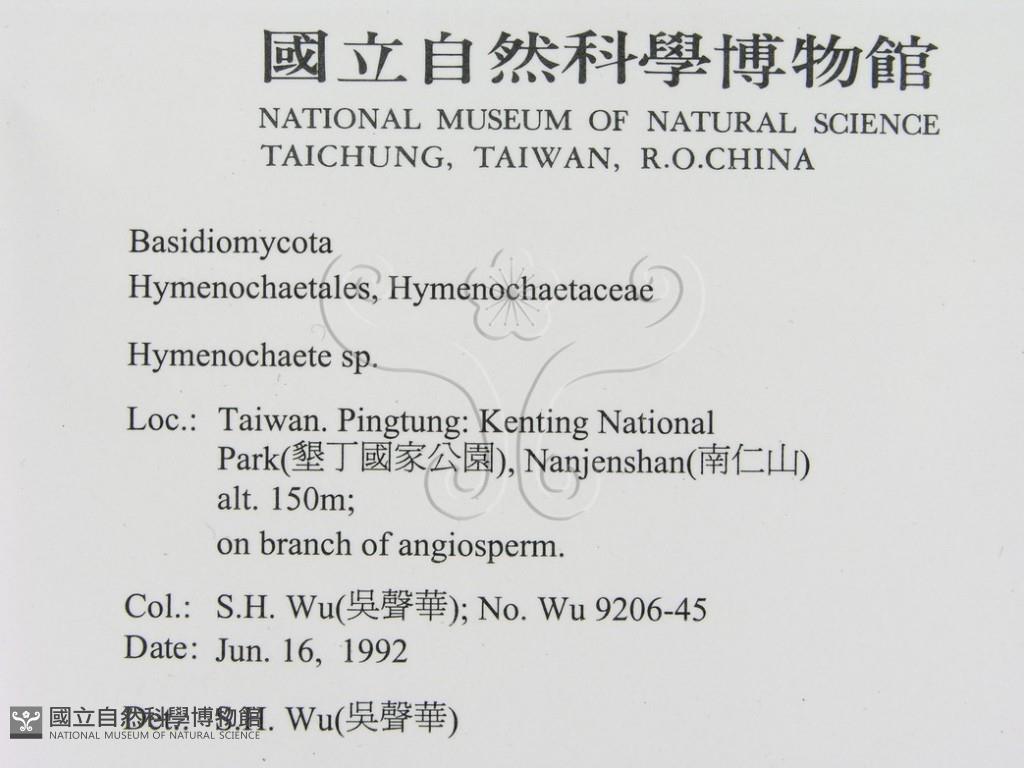 國立自然科學博物館
NATIONAL MUSEUM OF NATURAL SCIENCE
TAICHUNG, TAIWAN, R.O.CHINA
Basidiomycota
Hymenochaetales, Hymenochaetaceae
Hymenochaete sp.
Loc.: Taiwan. Pingtung: Kenting National
Park(墾丁國家公園), Nanjenshan(南仁山)
alt. 150m;
on branch of angiosperm.
Col.: S.H. Wu(吳聲華); No. Wu 9206-45
Date: Jun. 16, 1992
Det.: S.H. Wu(吳聲華)
國立自然科學博物館
NATIONAL MUSEUM OF NATURAL SCIENCE